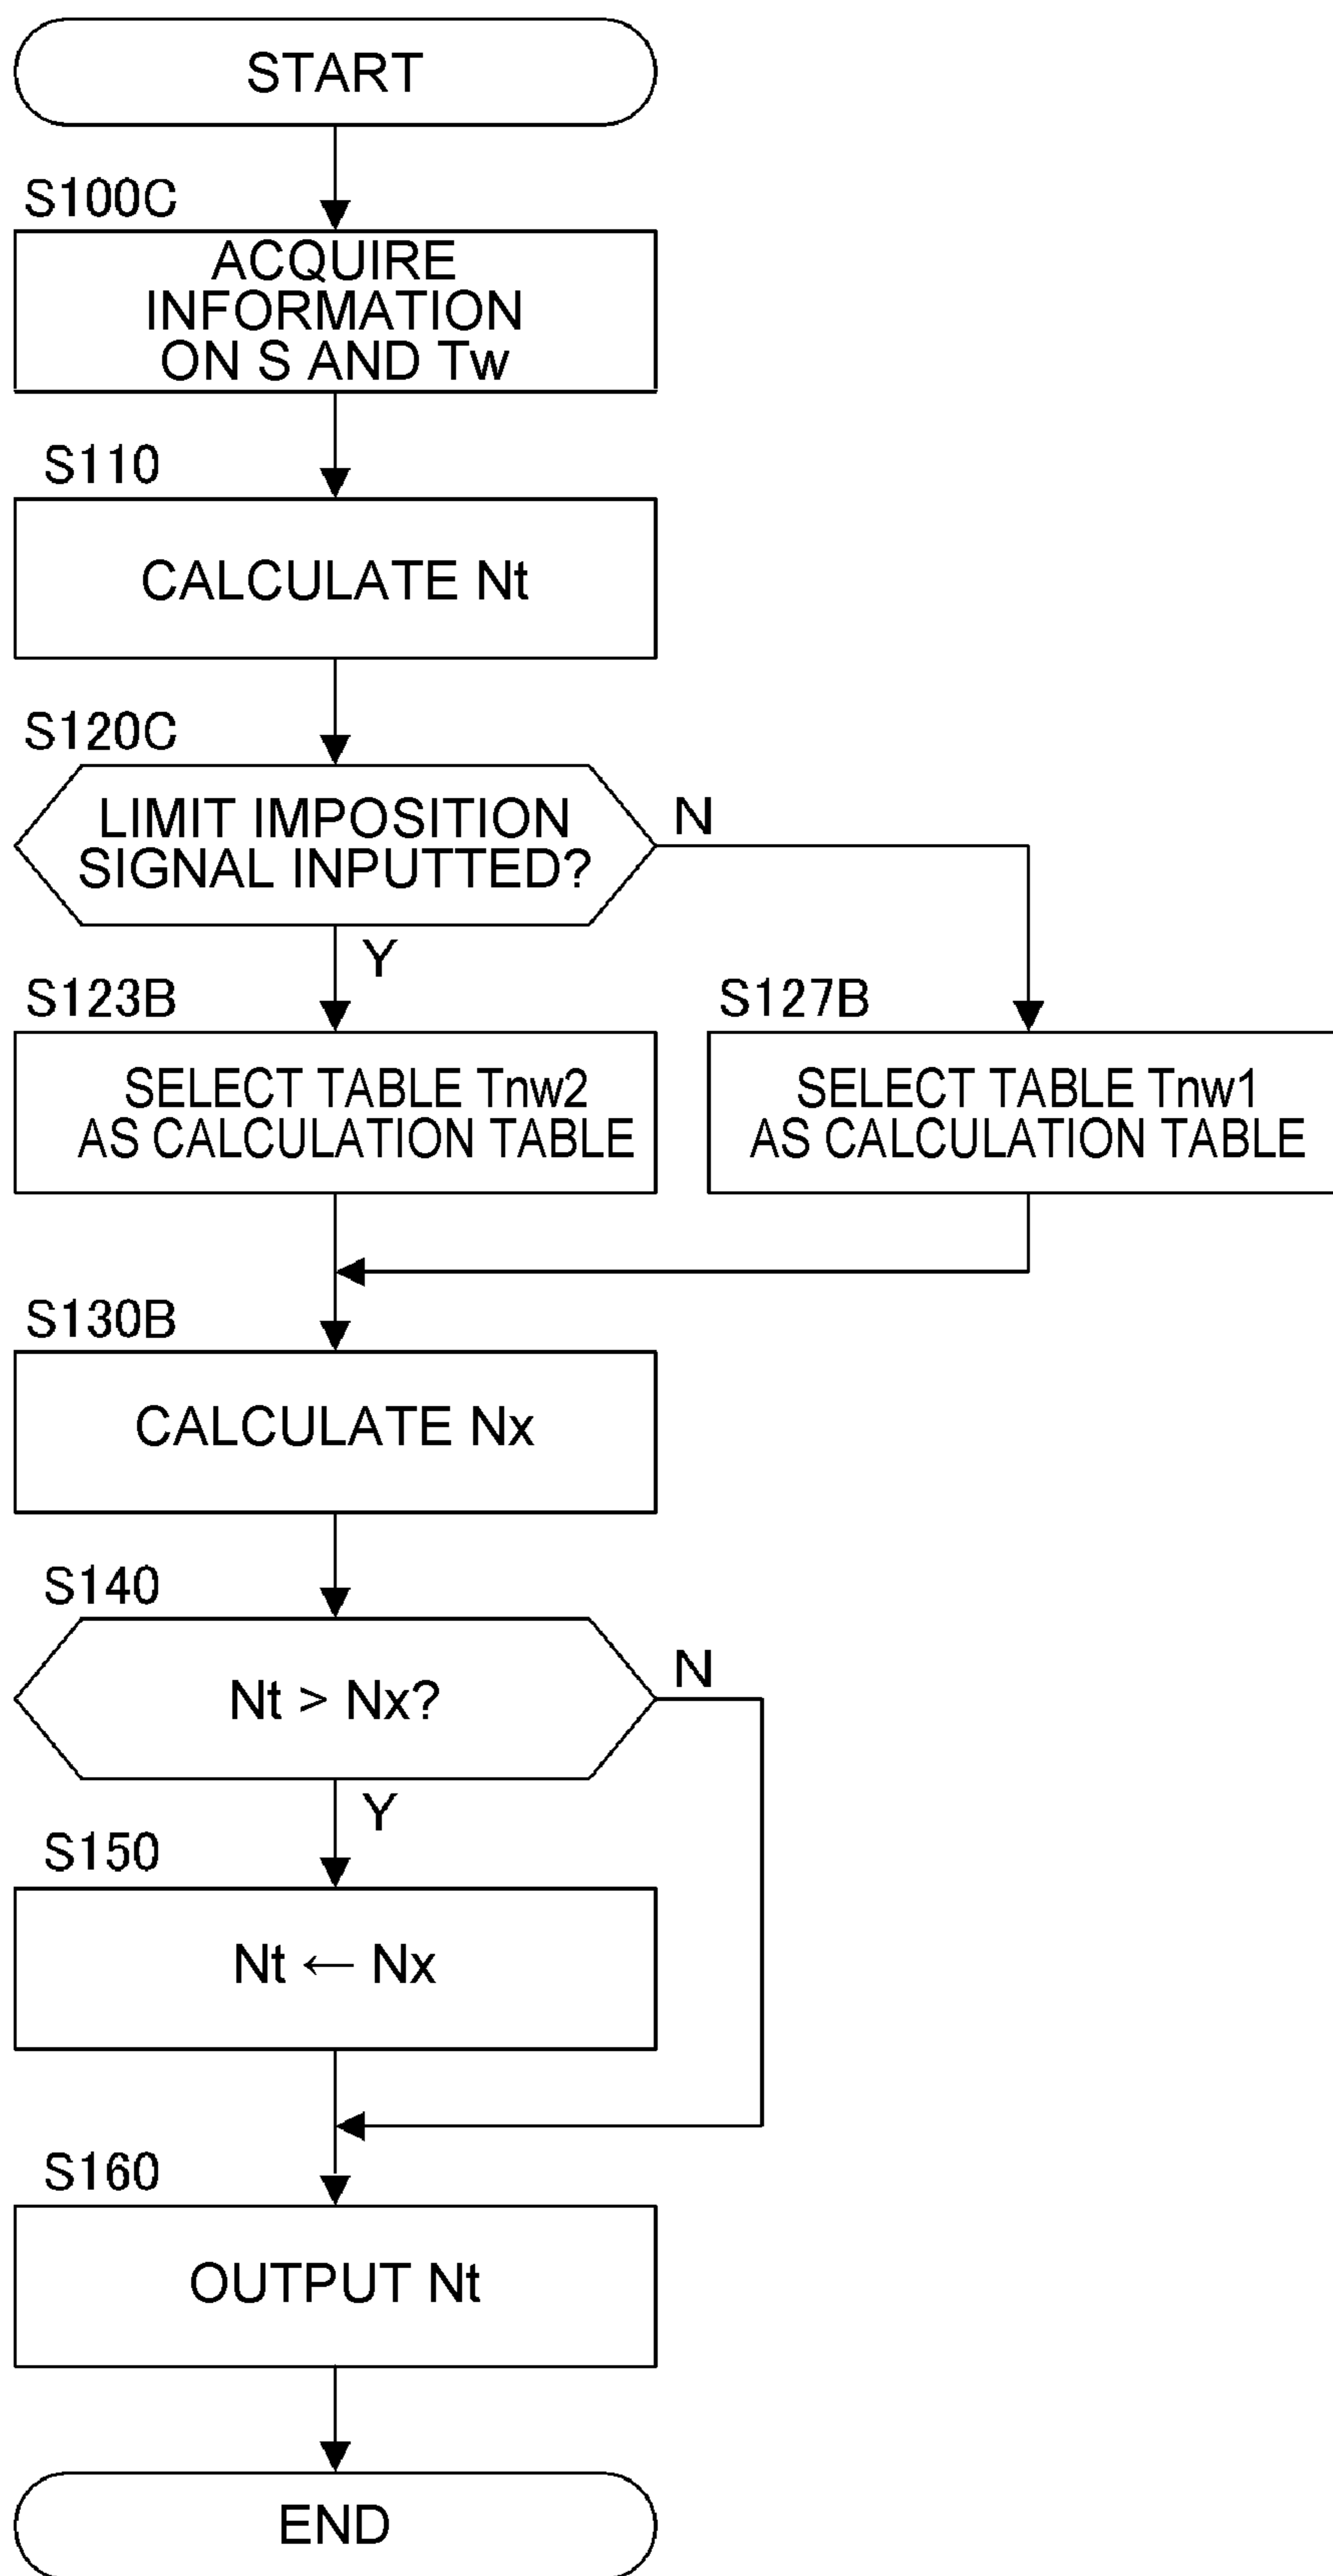 START
S100C
ACQUIRE
INFORMATION
ON S AND Tw
S110
CALCULATE Nt
S120C
LIMIT IMPOSITION
SIGNAL INPUTTED?
N
Y
S123B
SELECT TABLE Tnw2
AS CALCULATION TABLE
S127B
SELECT TABLE Tnw1
AS CALCULATION TABLE
S130B
CALCULATE Nx
S140
Nt > Nx?
N
Y
S150
Nt ← Nx
S160
OUTPUT Nt
END